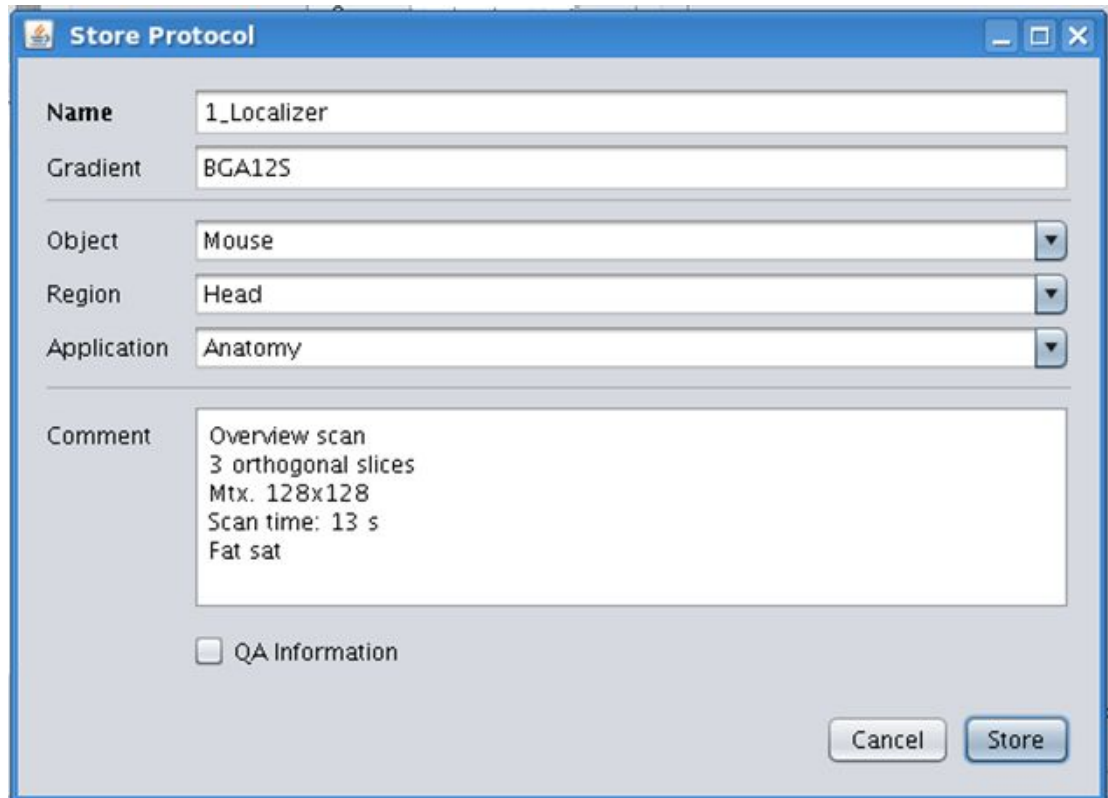 Store Protocol
Name 1_Localizer
Gradient BGA12S
Object Mouse
Region Head
Application Anatomy
Comment Overview scan
3 orthogonal slices
Mtx. 128x128
Scan time: 13 s
Fat sat
QA Information
Cancel Store